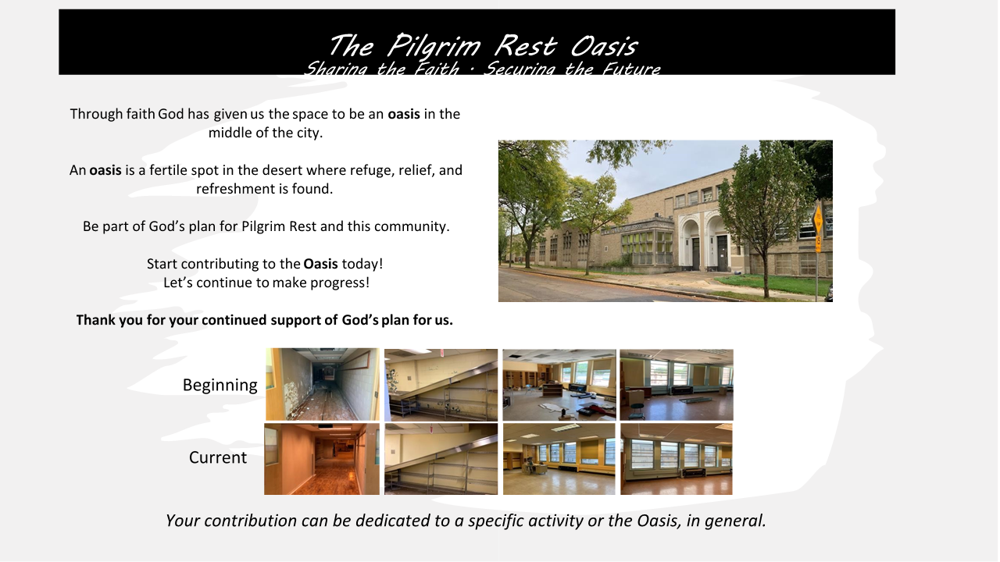 The Pilgrim Rest Oasis
Sharing the Faith · Securing the Future
Through faith God has given us the space to be an oasis in the
middle of the city.
An oasis is a fertile spot in the desert where refuge, relief, and
refreshment is found.
Be part of God's plan for Pilgrim Rest and this community.
Start contributing to the Oasis today!
Let's continue to make progress!
Thank you for your continued support of God's plan for us.
Beginning
Current
Your contribution can be dedicated to a specific activity or the Oasis, in general.